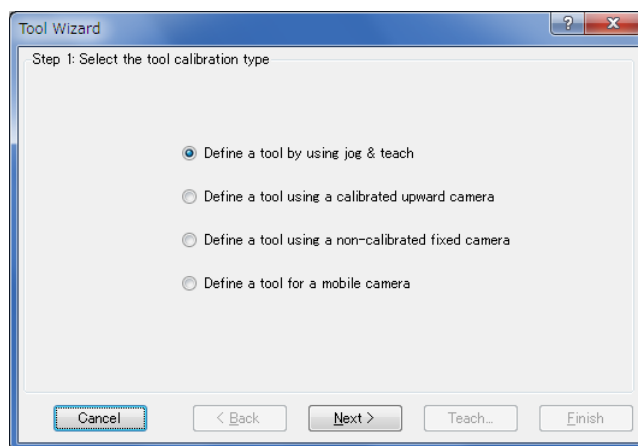 Tool Wizard
Step 1: Select the tool calibration type
Define a tool by using jog & teach
Define a tool using a calibrated upward camera
Define a tool using a non-calibrated fixed camera
Define a tool for a mobile camera
Cancel
< Back
Next >
Teach...
Finish